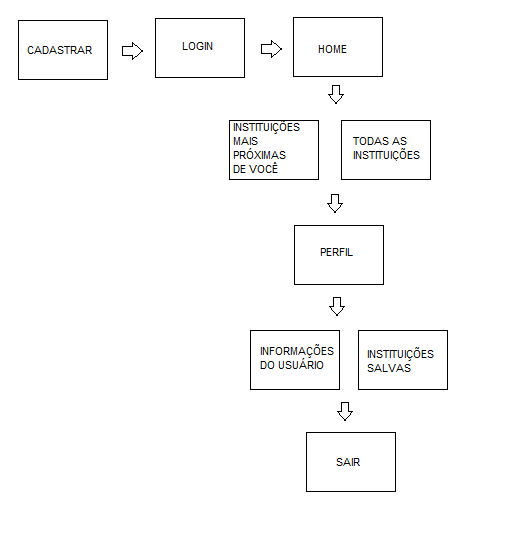 CADASTRAR
LOGIN
HOME
INSTITUIÇÕES
MAIS
PRÓXIMAS
DE VOCÊ
TODAS AS
INSTITUIÇÕES
PERFIL
INFORMAÇÕES
DO USUÁRIO
INSTITUIÇÕES
SALVAS
SAIR